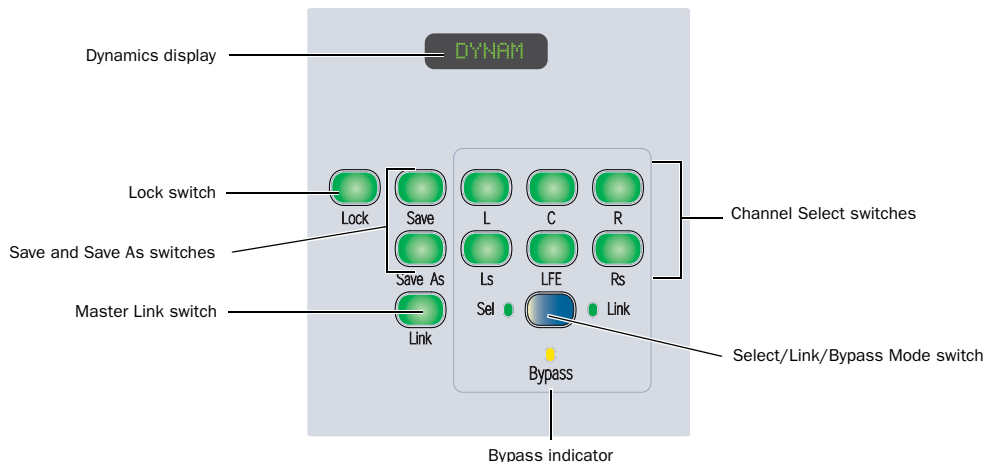 DYNAM
Dynamics display
Lock switch
Lock
Save
L
C
R
Channel Select switches
Save and Save As switches
Save As
Ls
LFE
Rs
Master Link switch
Sel
Link
Link
Select/Link/Bypass Mode switch
Bypass
Bypass indicator